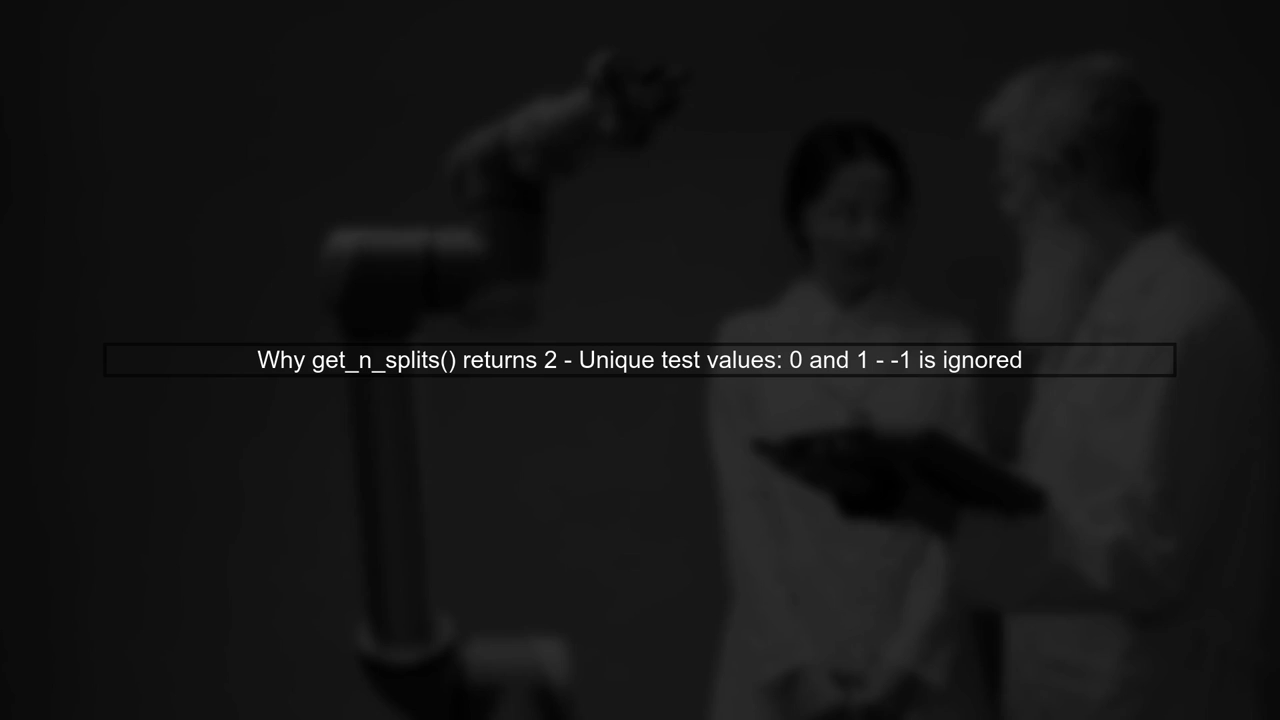 Why get_n_splits() returns 2 - Unique test values: 0 and 1 - -1 is ignored